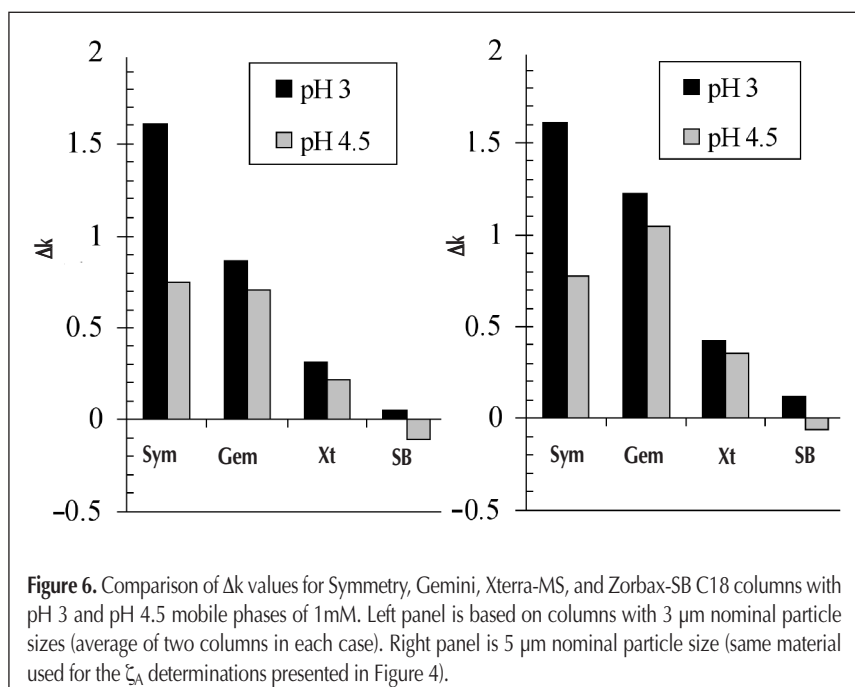 2
1.5
1
0.5
0
−0.5
Δk
pH 3
pH 4.5
Sym Gem Xt SB
2
1.5
1
0.5
0
−0.5
Δk
pH 3
pH 4.5
Sym Gem Xt SB
Figure 6. Comparison of Δk values for Symmetry, Gemini, Xterra-MS, and Zorbax-SB C18 columns with
pH 3 and pH 4.5 mobile phases of 1mM. Left panel is based on columns with 3 µm nominal particle
sizes (average of two columns in each case). Right panel is 5 µm nominal particle size (same material
used for the ζA determinations presented in Figure 4).